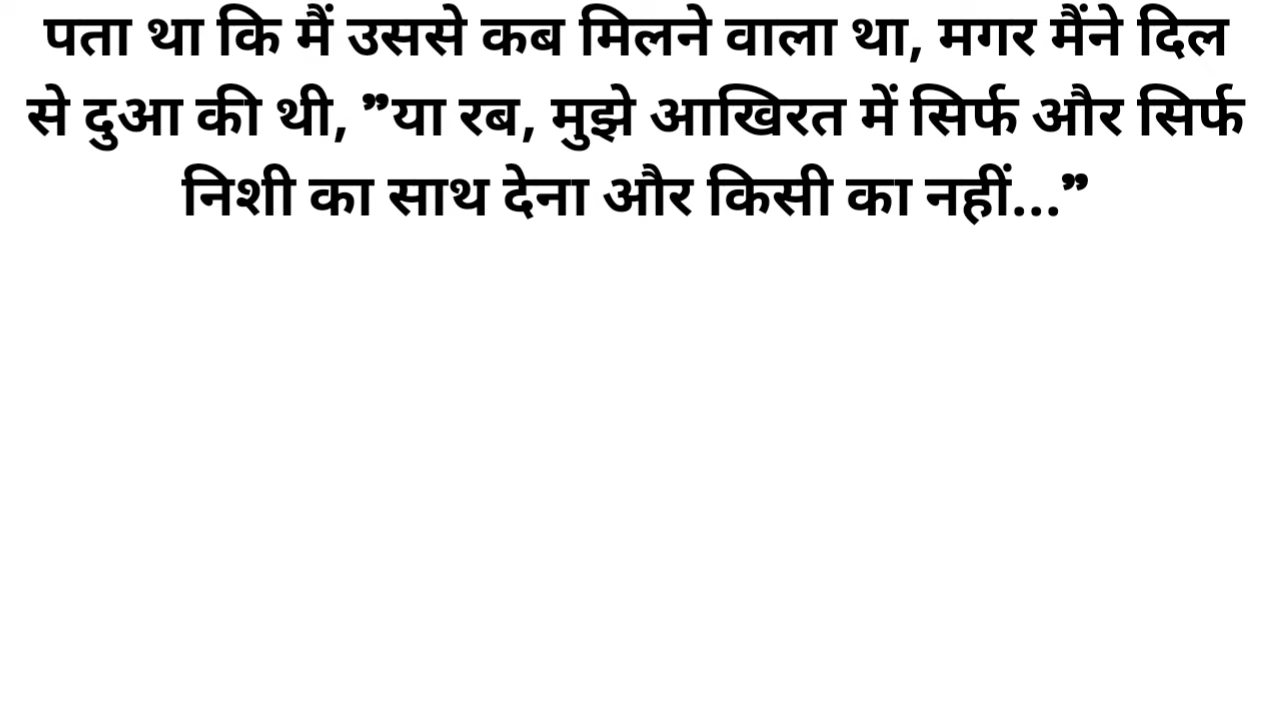 पता था कि मैं उससे कब मिलने वाला था, मगर मैंने दिल
से दुआ की थी, ”या रब, मुझे आखिरत में सिर्फ और सिर्फ
निशी का साथ देना और किसी का नहीं...”